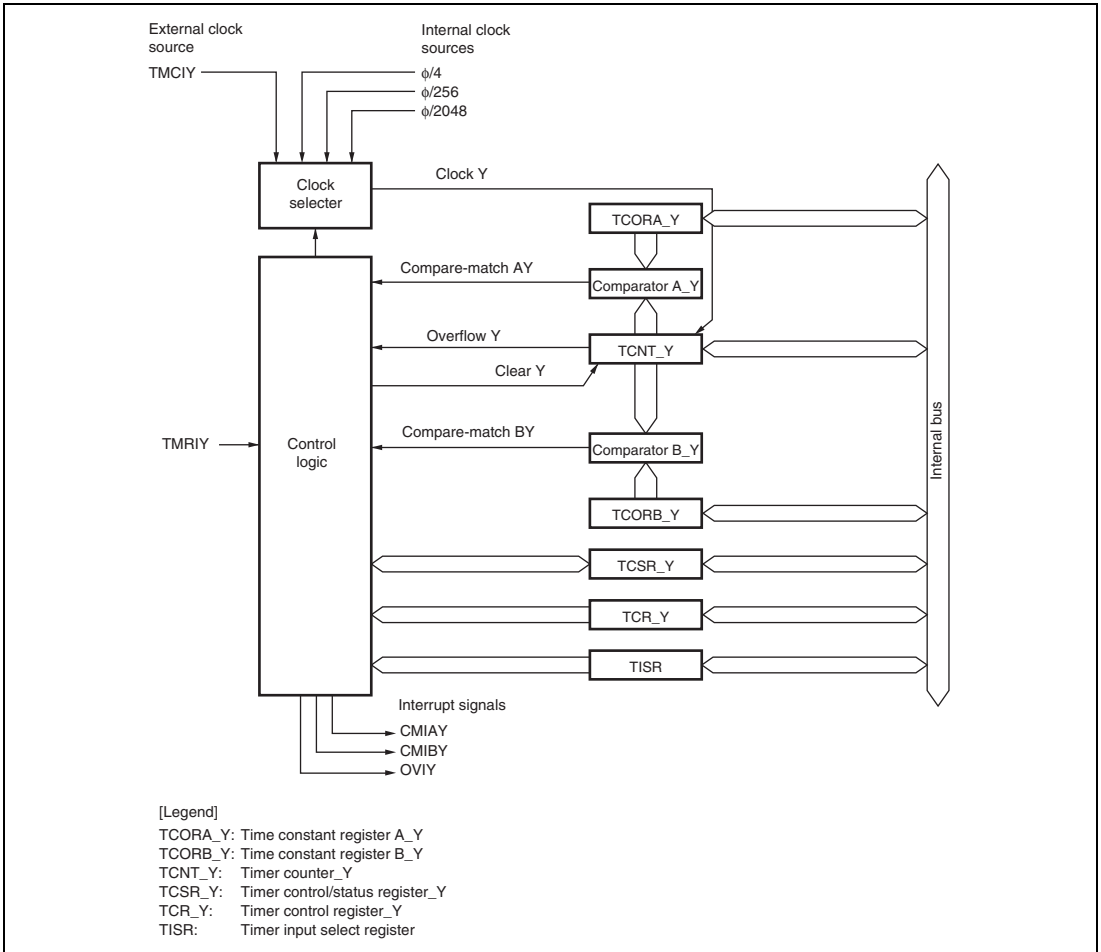 External clock
source
Internal clock
sources
TMCIY
ϕ/4
ϕ/256
ϕ/2048
Clock
selecter
Clock Y
TCORA_Y
Compare-match AY
Comparator A_Y
Overflow Y
TCNT_Y
Clear Y
TMRIY
Control
logic
Compare-match BY
Comparator B_Y
Internal bus
TCORB_Y
TCSR_Y
TCR_Y
TISR
Interrupt signals
CMIAY
CMIBY
OVIY
[Legend]
TCORA_Y: Time constant register A_Y
TCORB_Y: Time constant register B_Y
TCNT_Y: Timer counter_Y
TCSR_Y: Timer control/status register_Y
TCR_Y: Timer control register_Y
TISR: Timer input select register